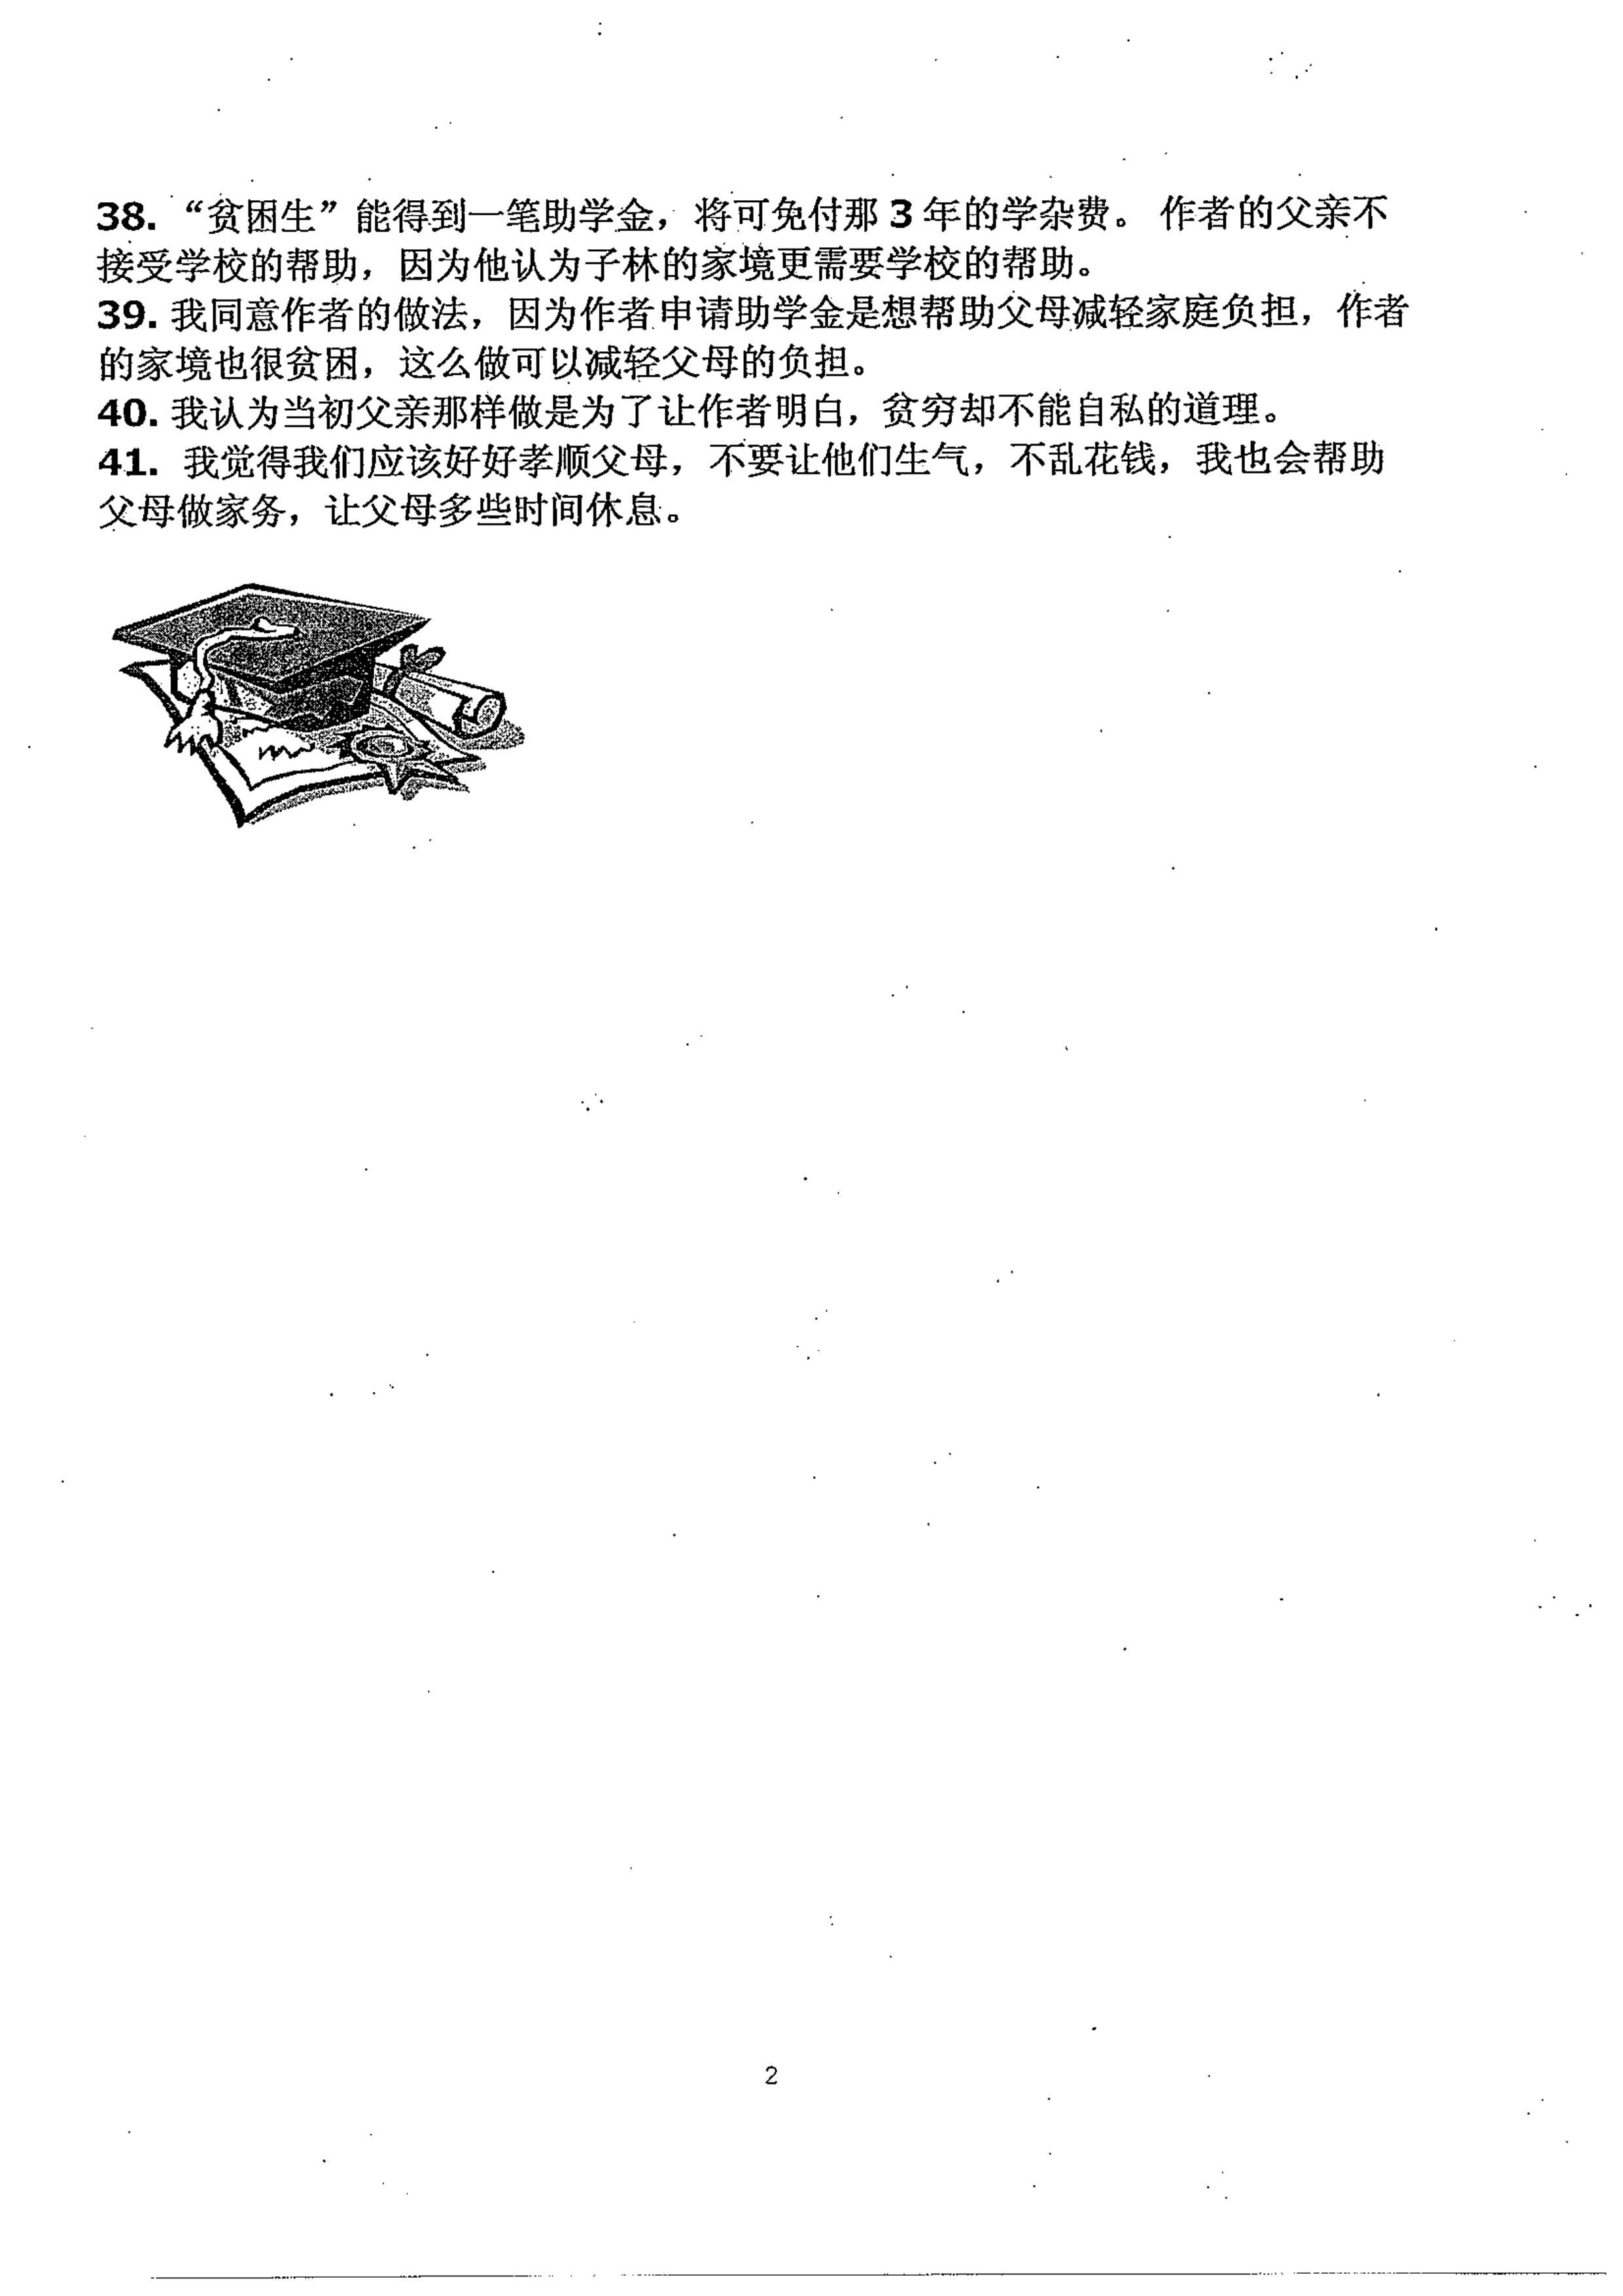 38. “贫困生”能得到一笔助学金，将可免付那 3 年的学杂费。 作者的父亲不
接受学校的帮助，因为他认为子林的家境更需要学校的帮助。
39. 我同意作者的做法，因为作者申请助学金是想帮助父母减轻家庭负担，作者
的家境也很贫困，这么做可以减轻父母的负担。
40. 我认为当初父亲那样做是为了让作者明白，贫穷却不能自私的道理。
41. 我觉得我们应该好好孝顺父母，不要让他们生气，不乱花钱，我也会帮助
父母做家务，让父母多些时间休息。
2